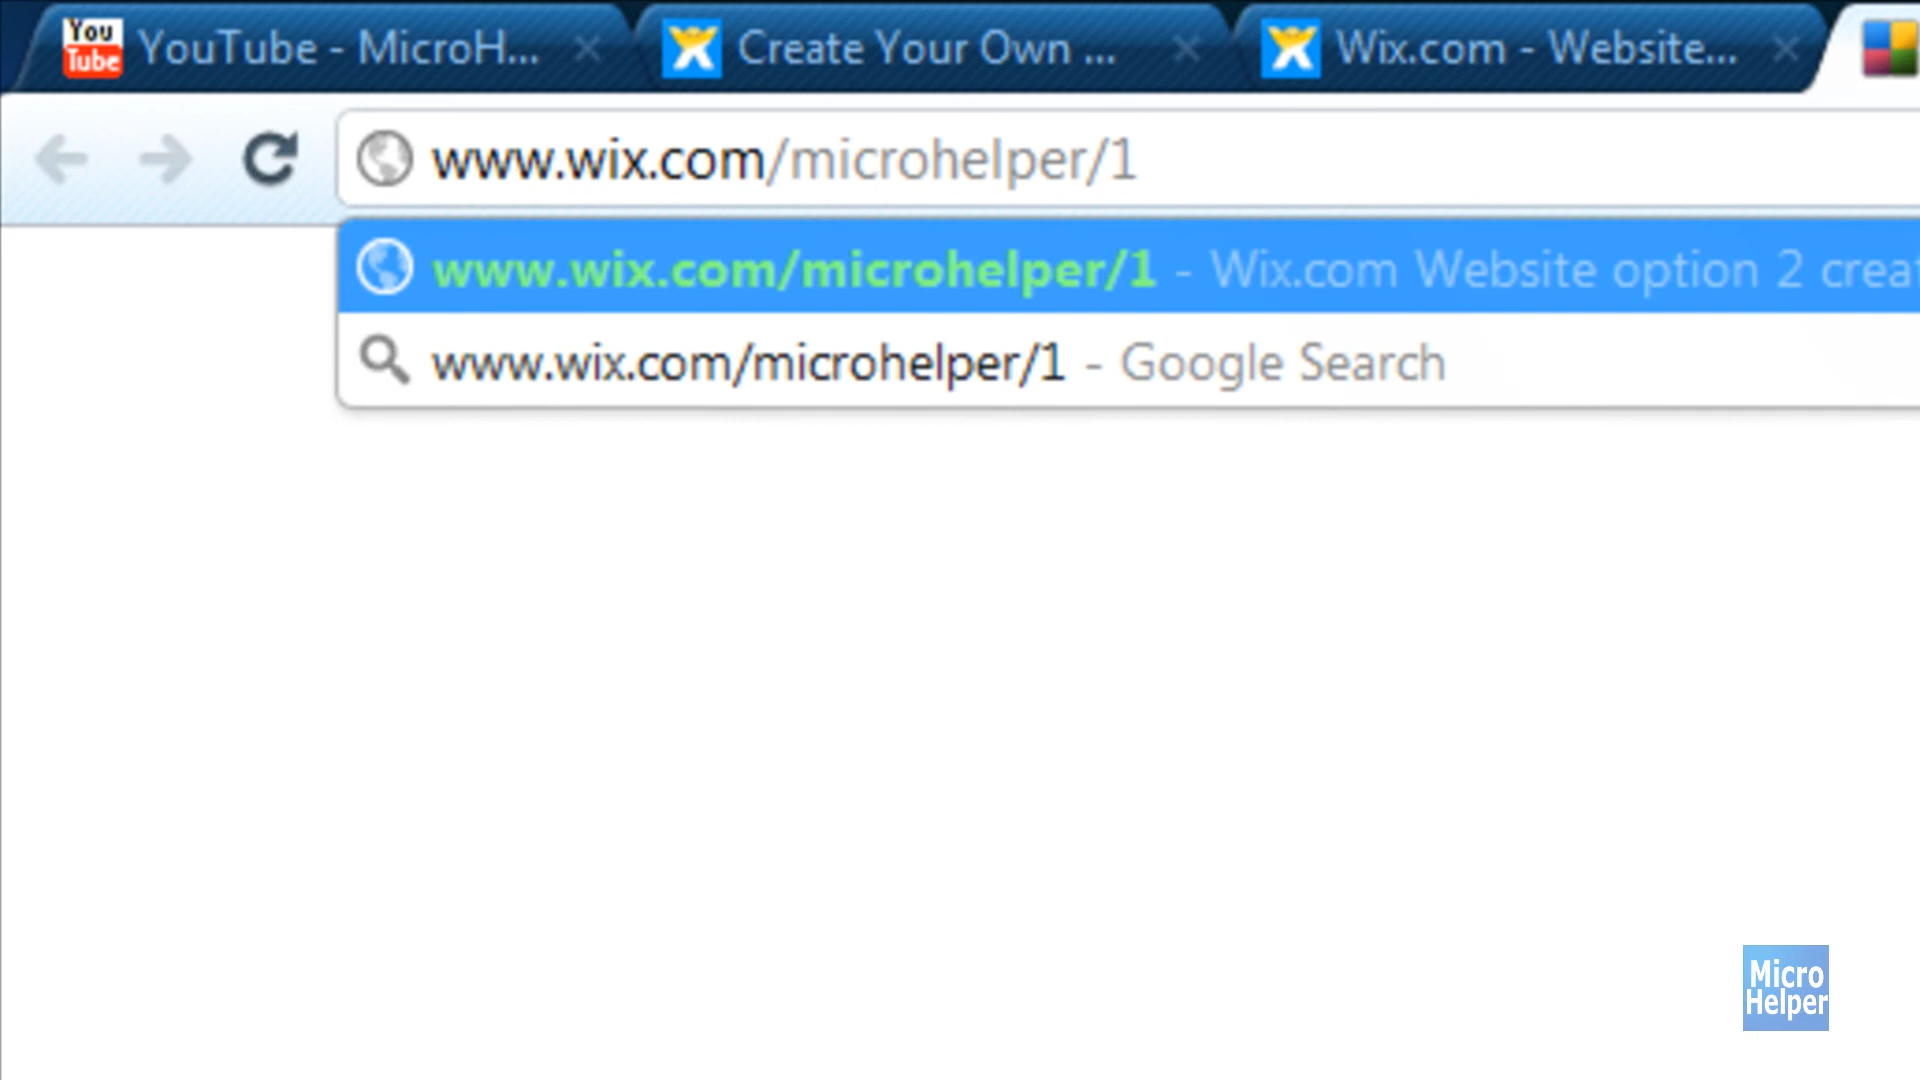 You
Tube
YouTube - MicroH...
Create Your Own ...
Wix.com - Website...
www.wix.com/microhelper/1
www.wix.com/microhelper/1 - Wix.com Website option 2 creat
www.wix.com/microhelper/1 - Google Search
Micro
Helper